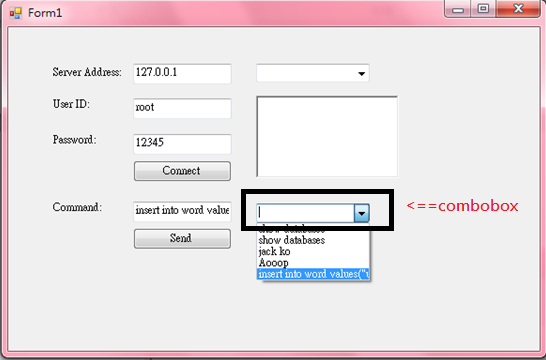 Form1
Server Address: 127.0.0.1
User ID: root
Password: 12345
Connect
Command: insert into word value
<==combobox
show databases
show databases
jack ko
Aooop
insert into word values("
Send